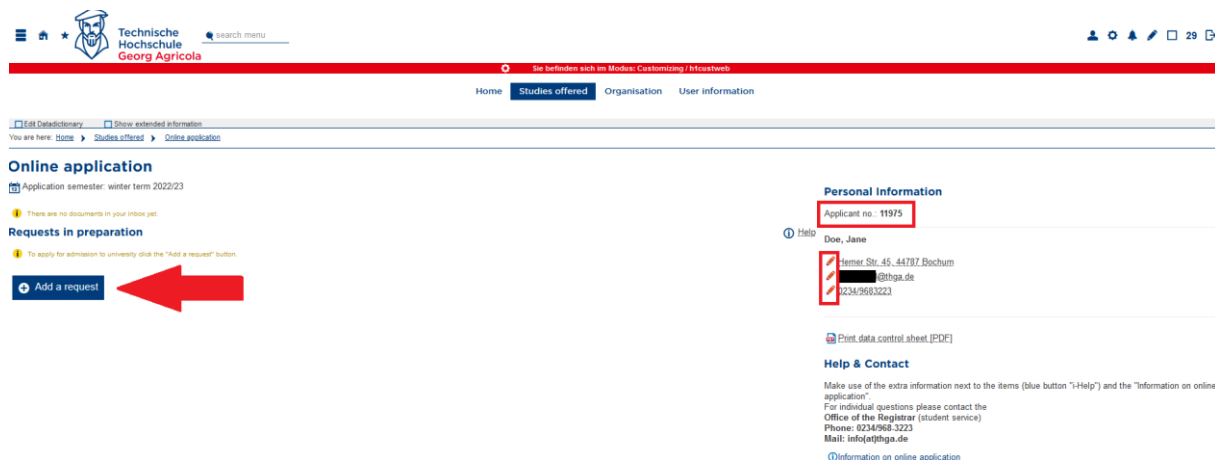 Technische
Hochschule
Georg Agricola
search menu
29
Sie befinden sich im Modus: Customizing / h1custweb
Home Studies offered Organisation User information
Edit Datadictionary Show extended information
You are here: Home Studies offered Online application
Online application
Application semester: winter term 2022/23
There are no documents in your inbox yet.
Requests in preparation
Help
To apply for admission to university click the "Add a request" button.
Add a request
Personal Information
Applicant no.: 11975
Doe, Jane
Herner Str. 45, 44787 Bochum
@thga.de
0234/9683223
Print data control sheet [PDF]
Help & Contact
Make use of the extra information next to the items (blue button "i-Help") and the "Information on online
application".
For individual questions please contact the
Office of the Registrar (student service)
Phone: 0234/968-3223
Mail: info(at)thga.de
Information on online application